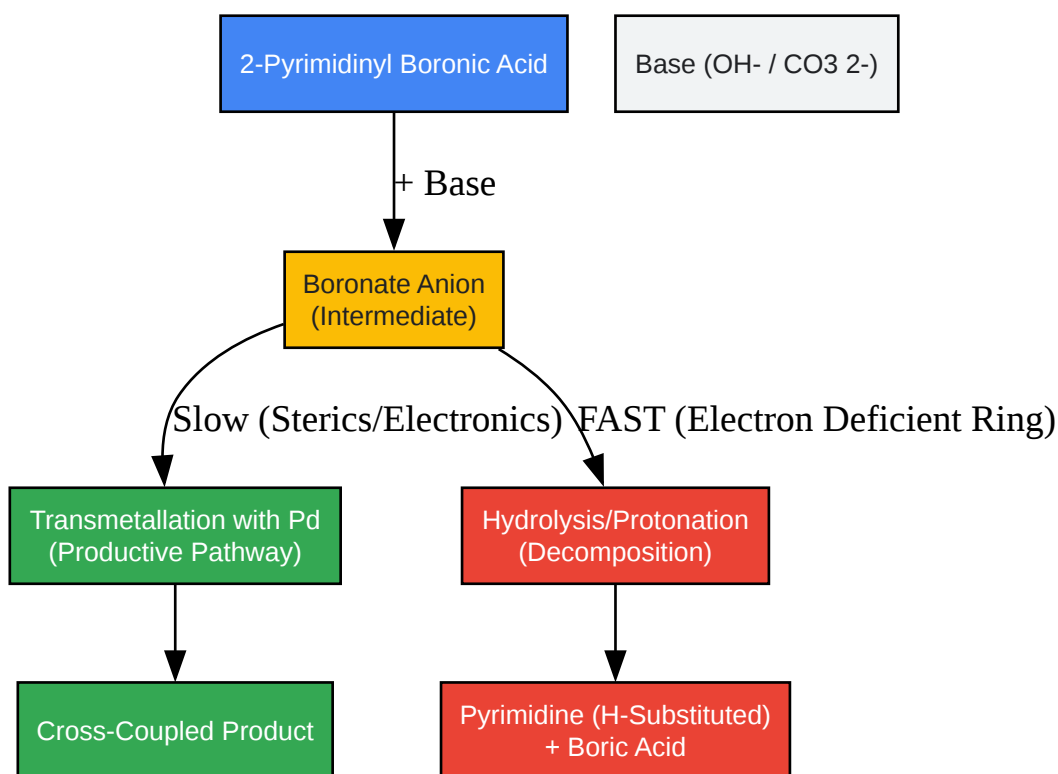 2-Pyrimidinyl Boronic Acid
Base (OH- / CO3 2-)
+ Base
Boronate Anion
(Intermediate)
Slow (Sterics/Electronics)
FAST (Electron Deficient Ring)
Transmetallation with Pd
(Productive Pathway)
Hydrolysis/Protonation
(Decomposition)
Cross-Coupled Product
Pyrimidine (H-Substituted)
+ Boric Acid